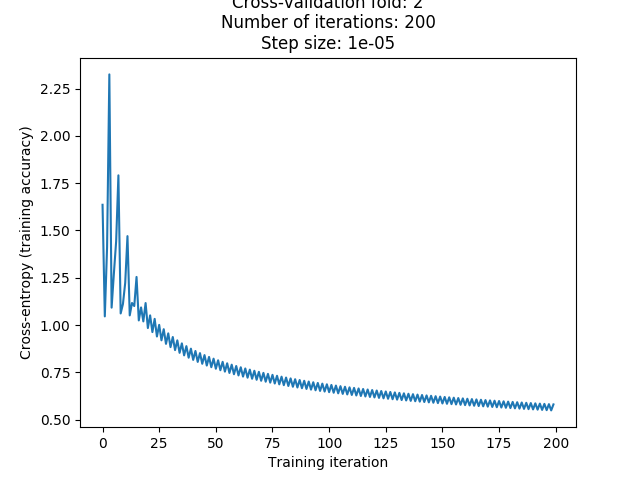 Cross-validation fold: 2
Number of iterations: 200
Step size: 1e-05
2.25
2.00
1.75
1.50
1.25
1.00
0.75
0.50
Cross-entropy (training accuracy)
0 25 50 75 100 125 150 175 200
Training iteration